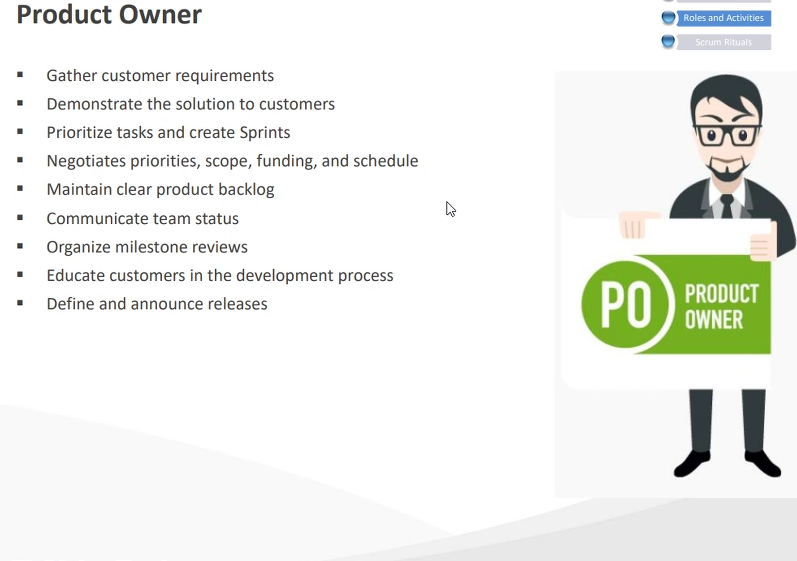 Product Owner
Roles and Activities
Scrum Rituals
▪ Gather customer requirements
▪ Demonstrate the solution to customers
▪ Prioritize tasks and create Sprints
▪ Negotiates priorities, scope, funding, and schedule
▪ Maintain clear product backlog
▪ Communicate team status
▪ Organize milestone reviews
▪ Educate customers in the development process
▪ Define and announce releases
PO
PRODUCT
OWNER